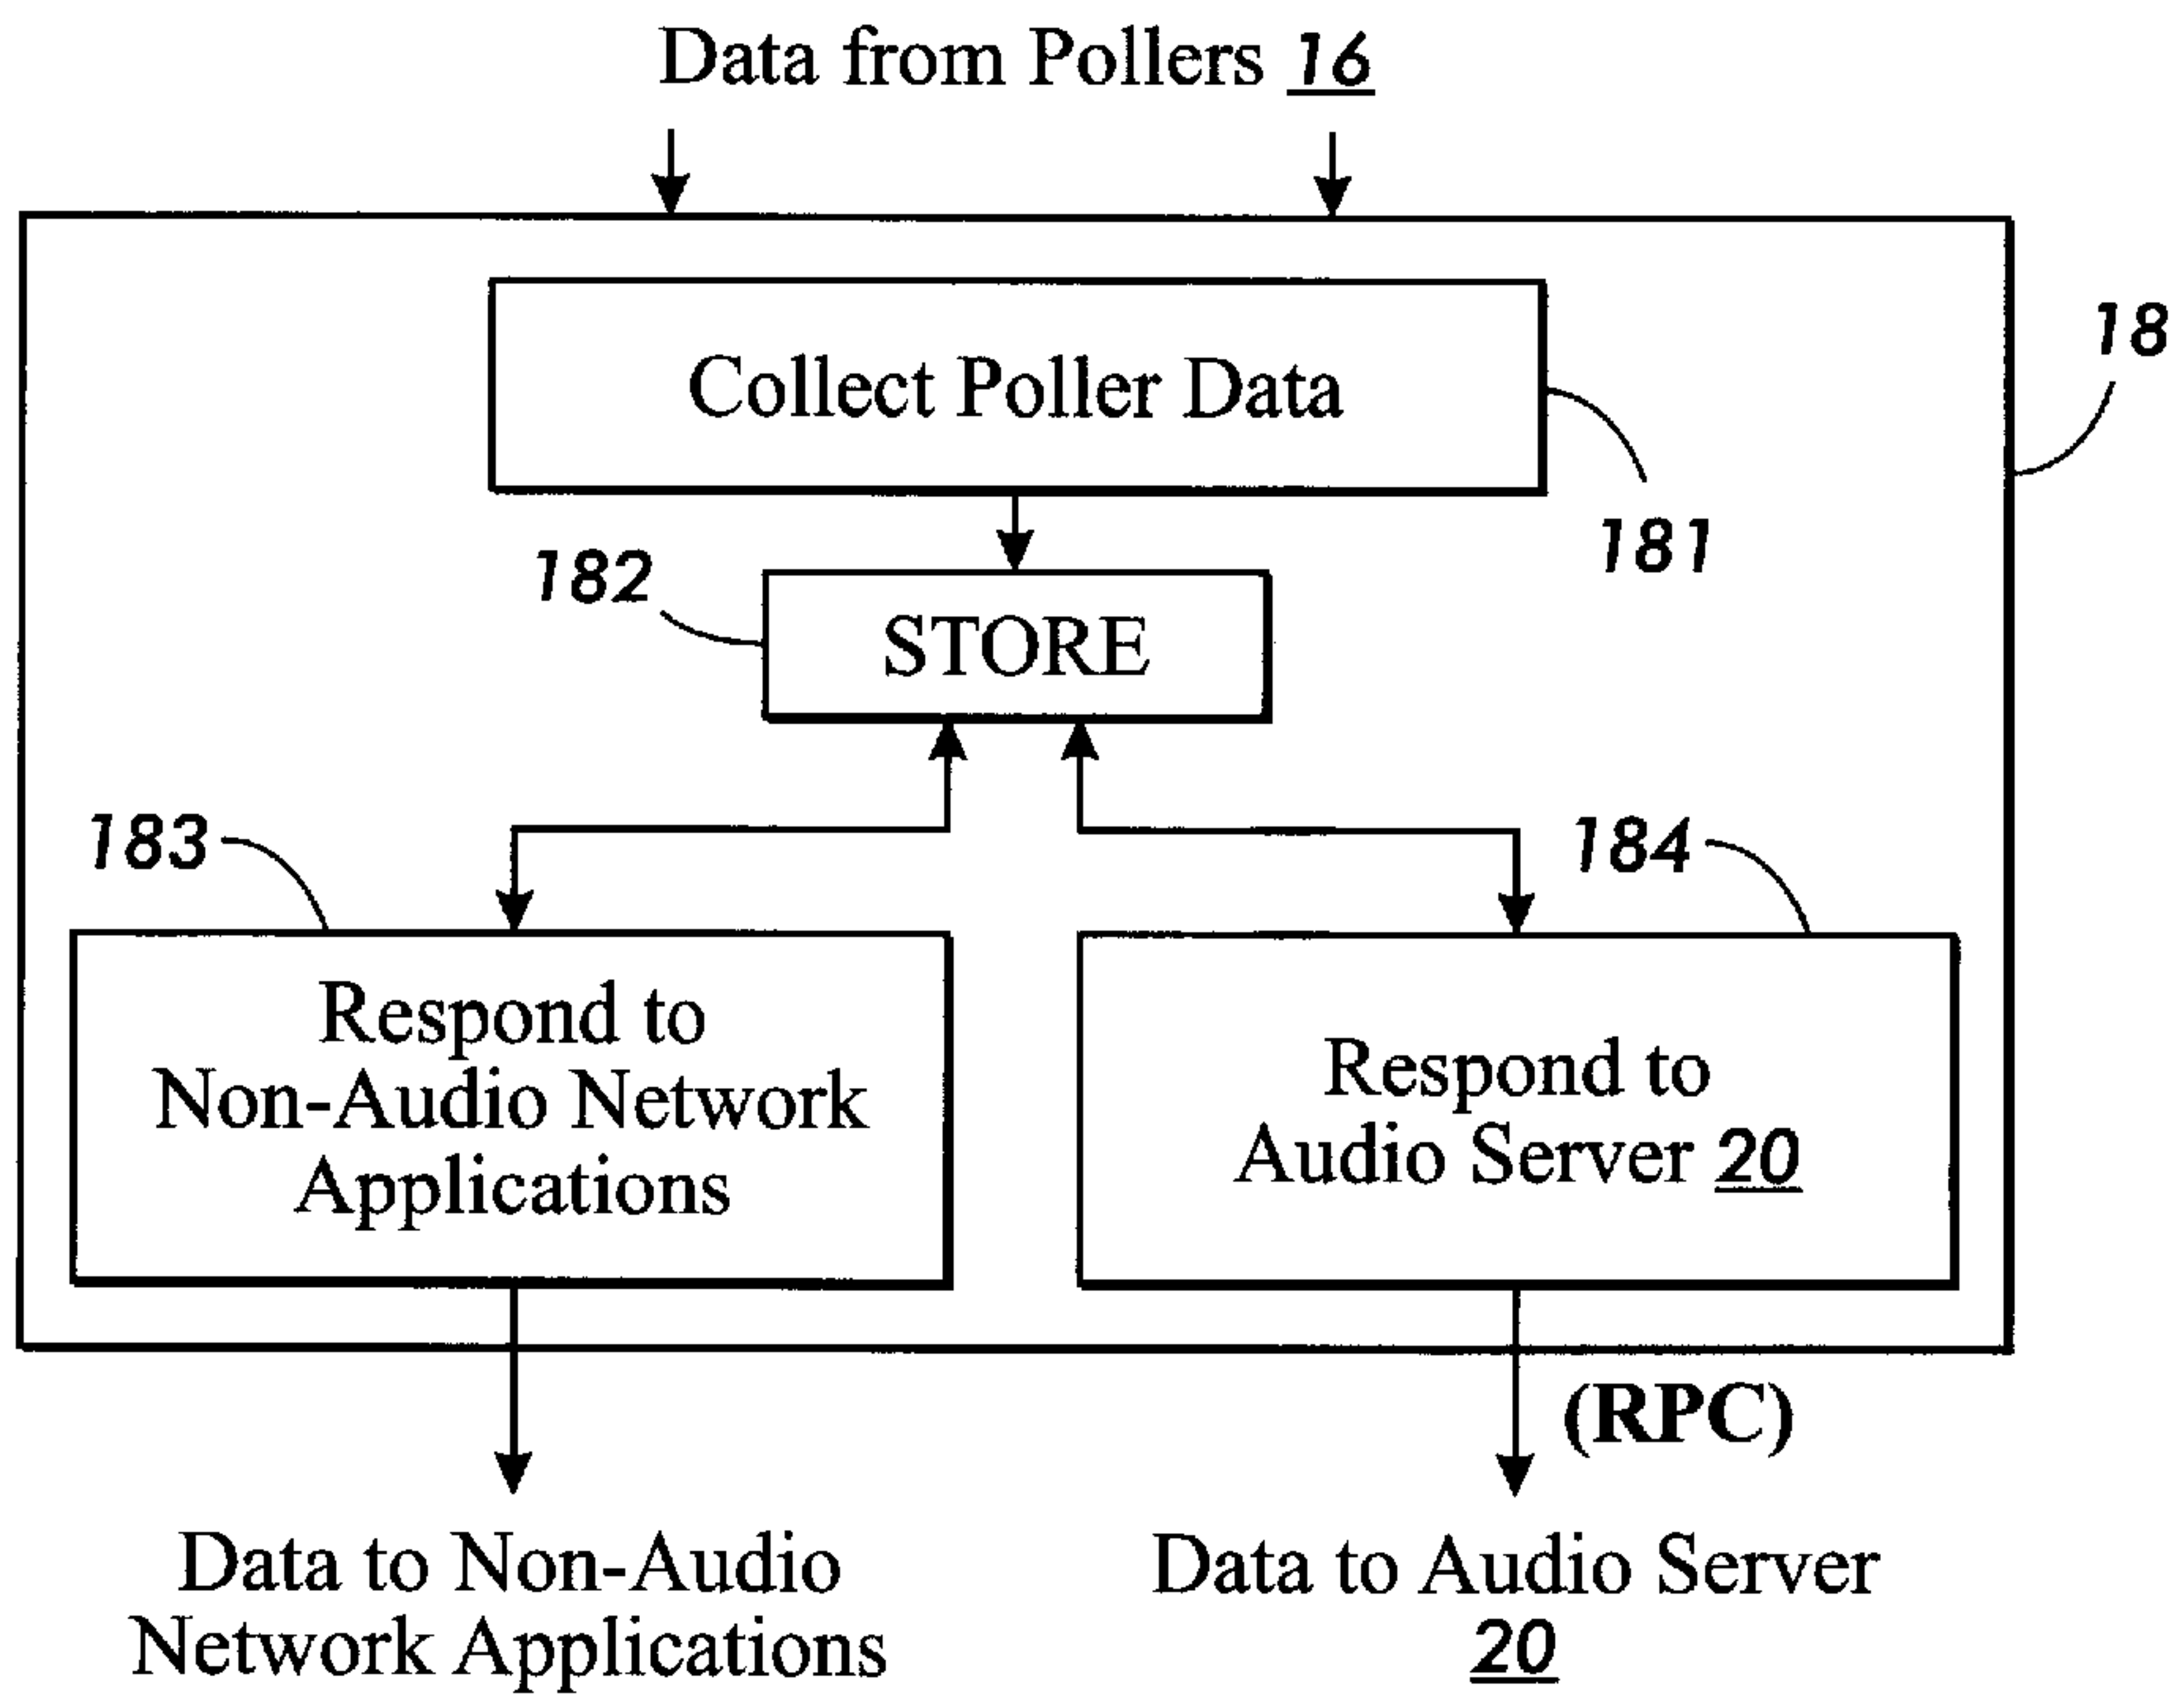 Data from Pollers 16
18
Collect Poller Data
181
182
STORE
183
184
Respond to
Non-Audio Network
Applications
Respond to
Audio Server 20
(RPC)
Data to Non-Audio
Network Applications
Data to Audio Server
20